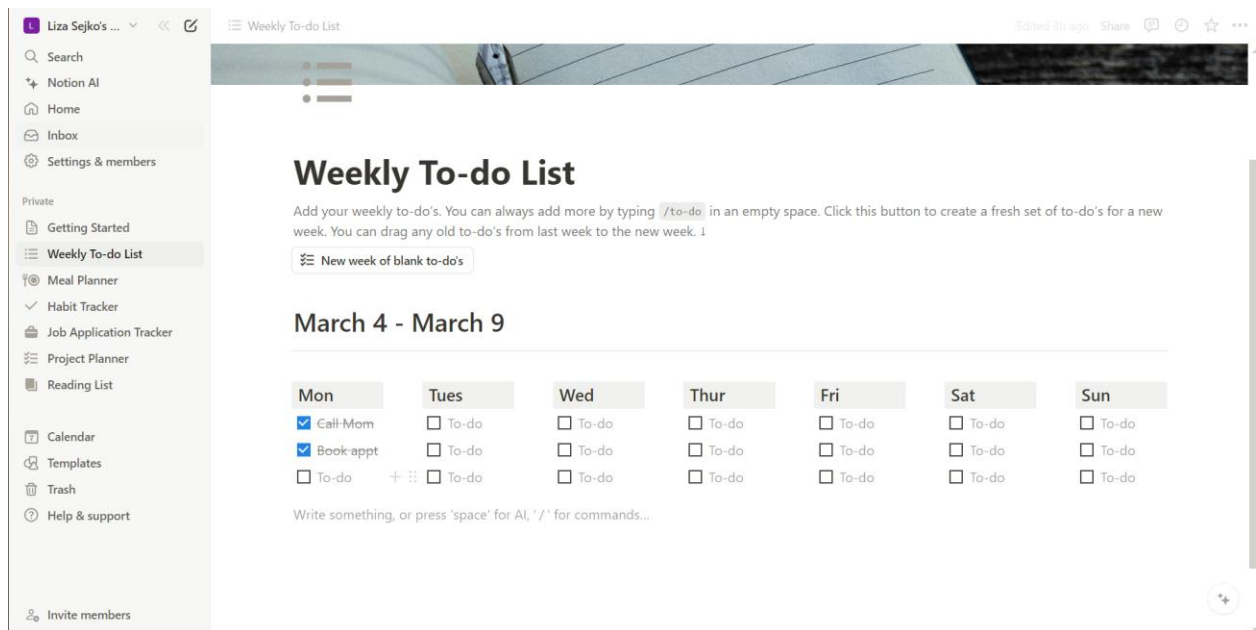 L Liza Sejko's ...
Weekly To-do List
Edited 3h ago Share
Search
Notion AI
Home
Inbox
Settings & members
Private
Getting Started
Weekly To-do List
Meal Planner
Habit Tracker
Job Application Tracker
Project Planner
Reading List
7 Calendar
Templates
Trash
? Help & support
Invite members
Weekly To-do List
Add your weekly to-do's. You can always add more by typing /to-do in an empty space. Click this button to create a fresh set of to-do's for a new
week. You can drag any old to-do's from last week to the new week. ↓
New week of blank to-do's
March 4 - March 9
Mon Tues Wed Thur Fri Sat Sun
Call Mom To-do To-do To-do To-do To-do To-do
Book appt To-do To-do To-do To-do To-do To-do
To-do To-do To-do To-do To-do To-do To-do
Write something, or press 'space' for AI, '/' for commands...